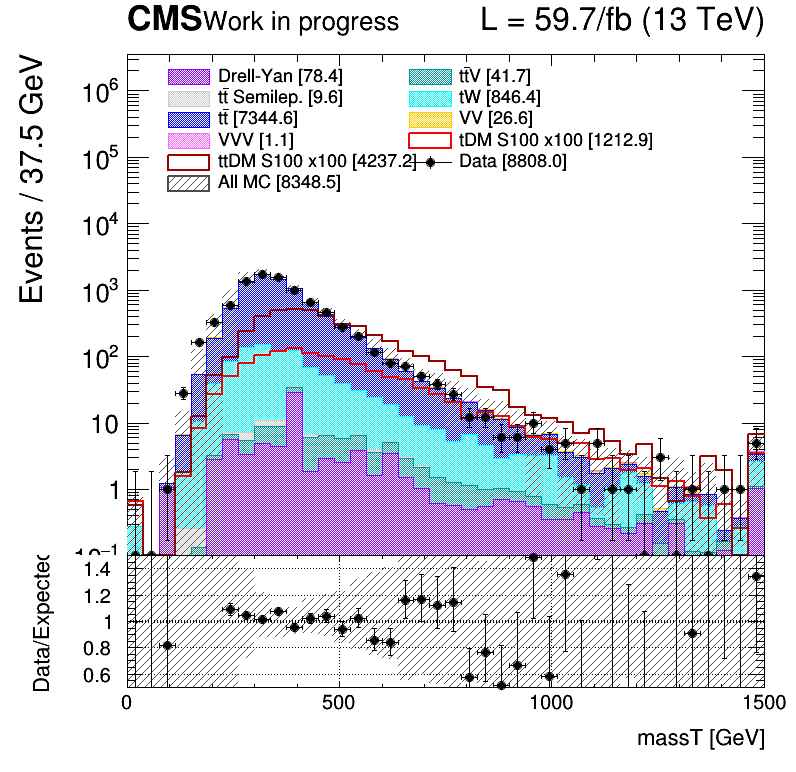 CMS Work in progress L = 59.7/fb (13 TeV)
Events / 37.5 GeV
Drell-Yan [78.4] tt̄V [41.7]
tt̄ Semilep. [9.6] tW [846.4]
tt̄ [7344.6] VV [26.6]
VVV [1.1] tDM S100 x100 [1212.9]
ttDM S100 x100 [4237.2] Data [8808.0]
All MC [8348.5]
10⁶
10⁵
10⁴
10³
10²
10
1
10⁻¹
Data/Expected
1.4
1.2
1
0.8
0.6
0 500 1000 1500
massT [GeV]